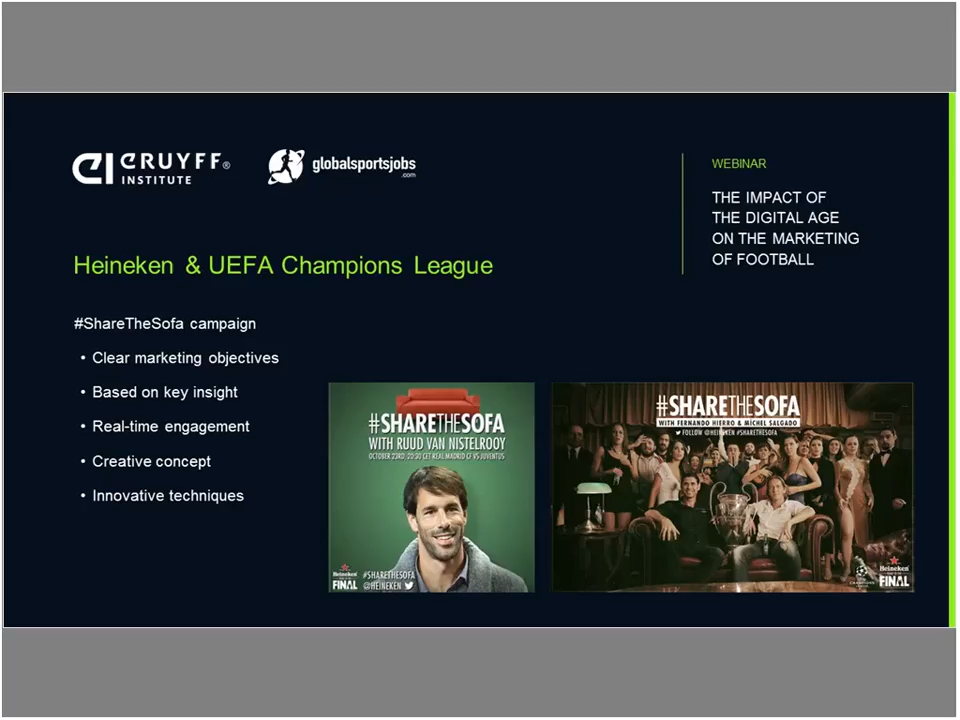 CRUYFF®
INSTITUTE
globalsportsjobs
.com
WEBINAR
THE IMPACT OF
THE DIGITAL AGE
ON THE MARKETING
OF FOOTBALL
Heineken & UEFA Champions League
#ShareTheSofa campaign
• Clear marketing objectives
• Based on key insight
• Real-time engagement
• Creative concept
• Innovative techniques
#SHARETHESOFA
WITH RUUD VAN NISTELROOY
OCTOBER 23RD, 20:30 CET REAL MADRID CF VS JUVENTUS
Heineken
FINAL
#SHARETHESOFA
@HEINEKEN
#SHARETHESOFA
WITH FERNANDO HIERRO & MICHEL SALGADO
FOLLOW @HEINEKEN #SHARETHESOFA
Heineken
FINAL